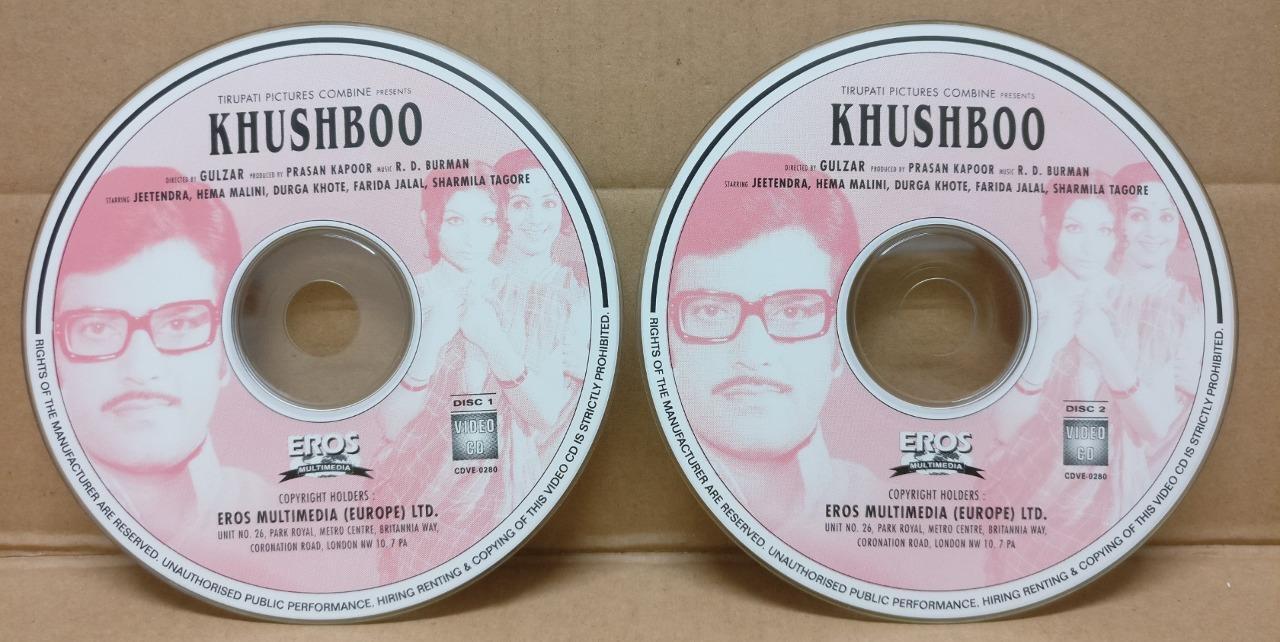 TIRUPATI PICTURES COMBINE PRESENTS
KHUSHBOO
DIRECTED BY GULZAR PRODUCED BY PRASAN KAPOOR MUSIC R. D. BURMAN
STARRING JEETENDRA, HEMA MALINI, DURGA KHOTE, FARIDA JALAL, SHARMILA TAGORE
DISC 1
VIDEO
CD
CDVE-0280
EROS
MULTIMEDIA
COPYRIGHT HOLDERS :
EROS MULTIMEDIA (EUROPE) LTD.
UNIT NO. 26, PARK ROYAL, METRO CENTRE, BRITANNIA WAY,
CORONATION ROAD, LONDON NW 10, 7 PA
RIGHTS OF THE MANUFACTURER ARE RESERVED. UNAUTHORISED PUBLIC PERFORMANCE. HIRING RENTING & COPYING OF THIS VIDEO CD IS STRICTLY PROHIBITED.
TIRUPATI PICTURES COMBINE PRESENTS
KHUSHBOO
DIRECTED BY GULZAR PRODUCED BY PRASAN KAPOOR MUSIC R. D. BURMAN
STARRING JEETENDRA, HEMA MALINI, DURGA KHOTE, FARIDA JALAL, SHARMILA TAGORE
DISC 2
VIDEO
CD
CDVE-0280
EROS
MULTIMEDIA
COPYRIGHT HOLDERS :
EROS MULTIMEDIA (EUROPE) LTD.
UNIT NO. 26, PARK ROYAL, METRO CENTRE, BRITANNIA WAY,
CORONATION ROAD, LONDON NW 10, 7 PA
RIGHTS OF THE MANUFACTURER ARE RESERVED. UNAUTHORISED PUBLIC PERFORMANCE. HIRING RENTING & COPYING OF THIS VIDEO CD IS STRICTLY PROHIBITED.